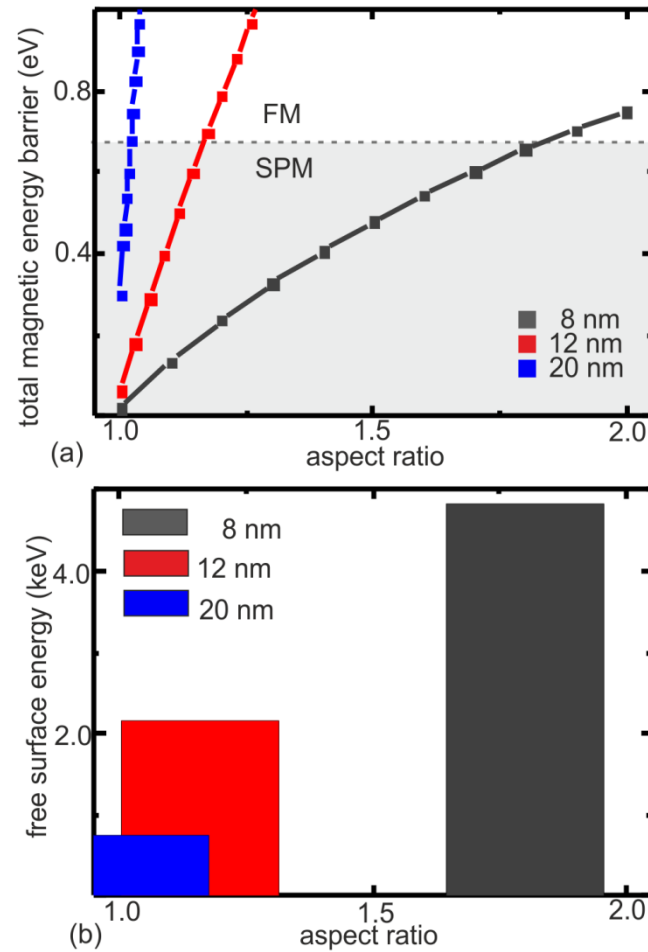 total magnetic energy barrier (eV)
0.8
0.4
FM
SPM
8 nm
12 nm
20 nm
1.0
1.5
2.0
(a)
aspect ratio
free surface energy (keV)
4.0
2.0
8 nm
12 nm
20 nm
1.0
1.5
2.0
(b)
aspect ratio